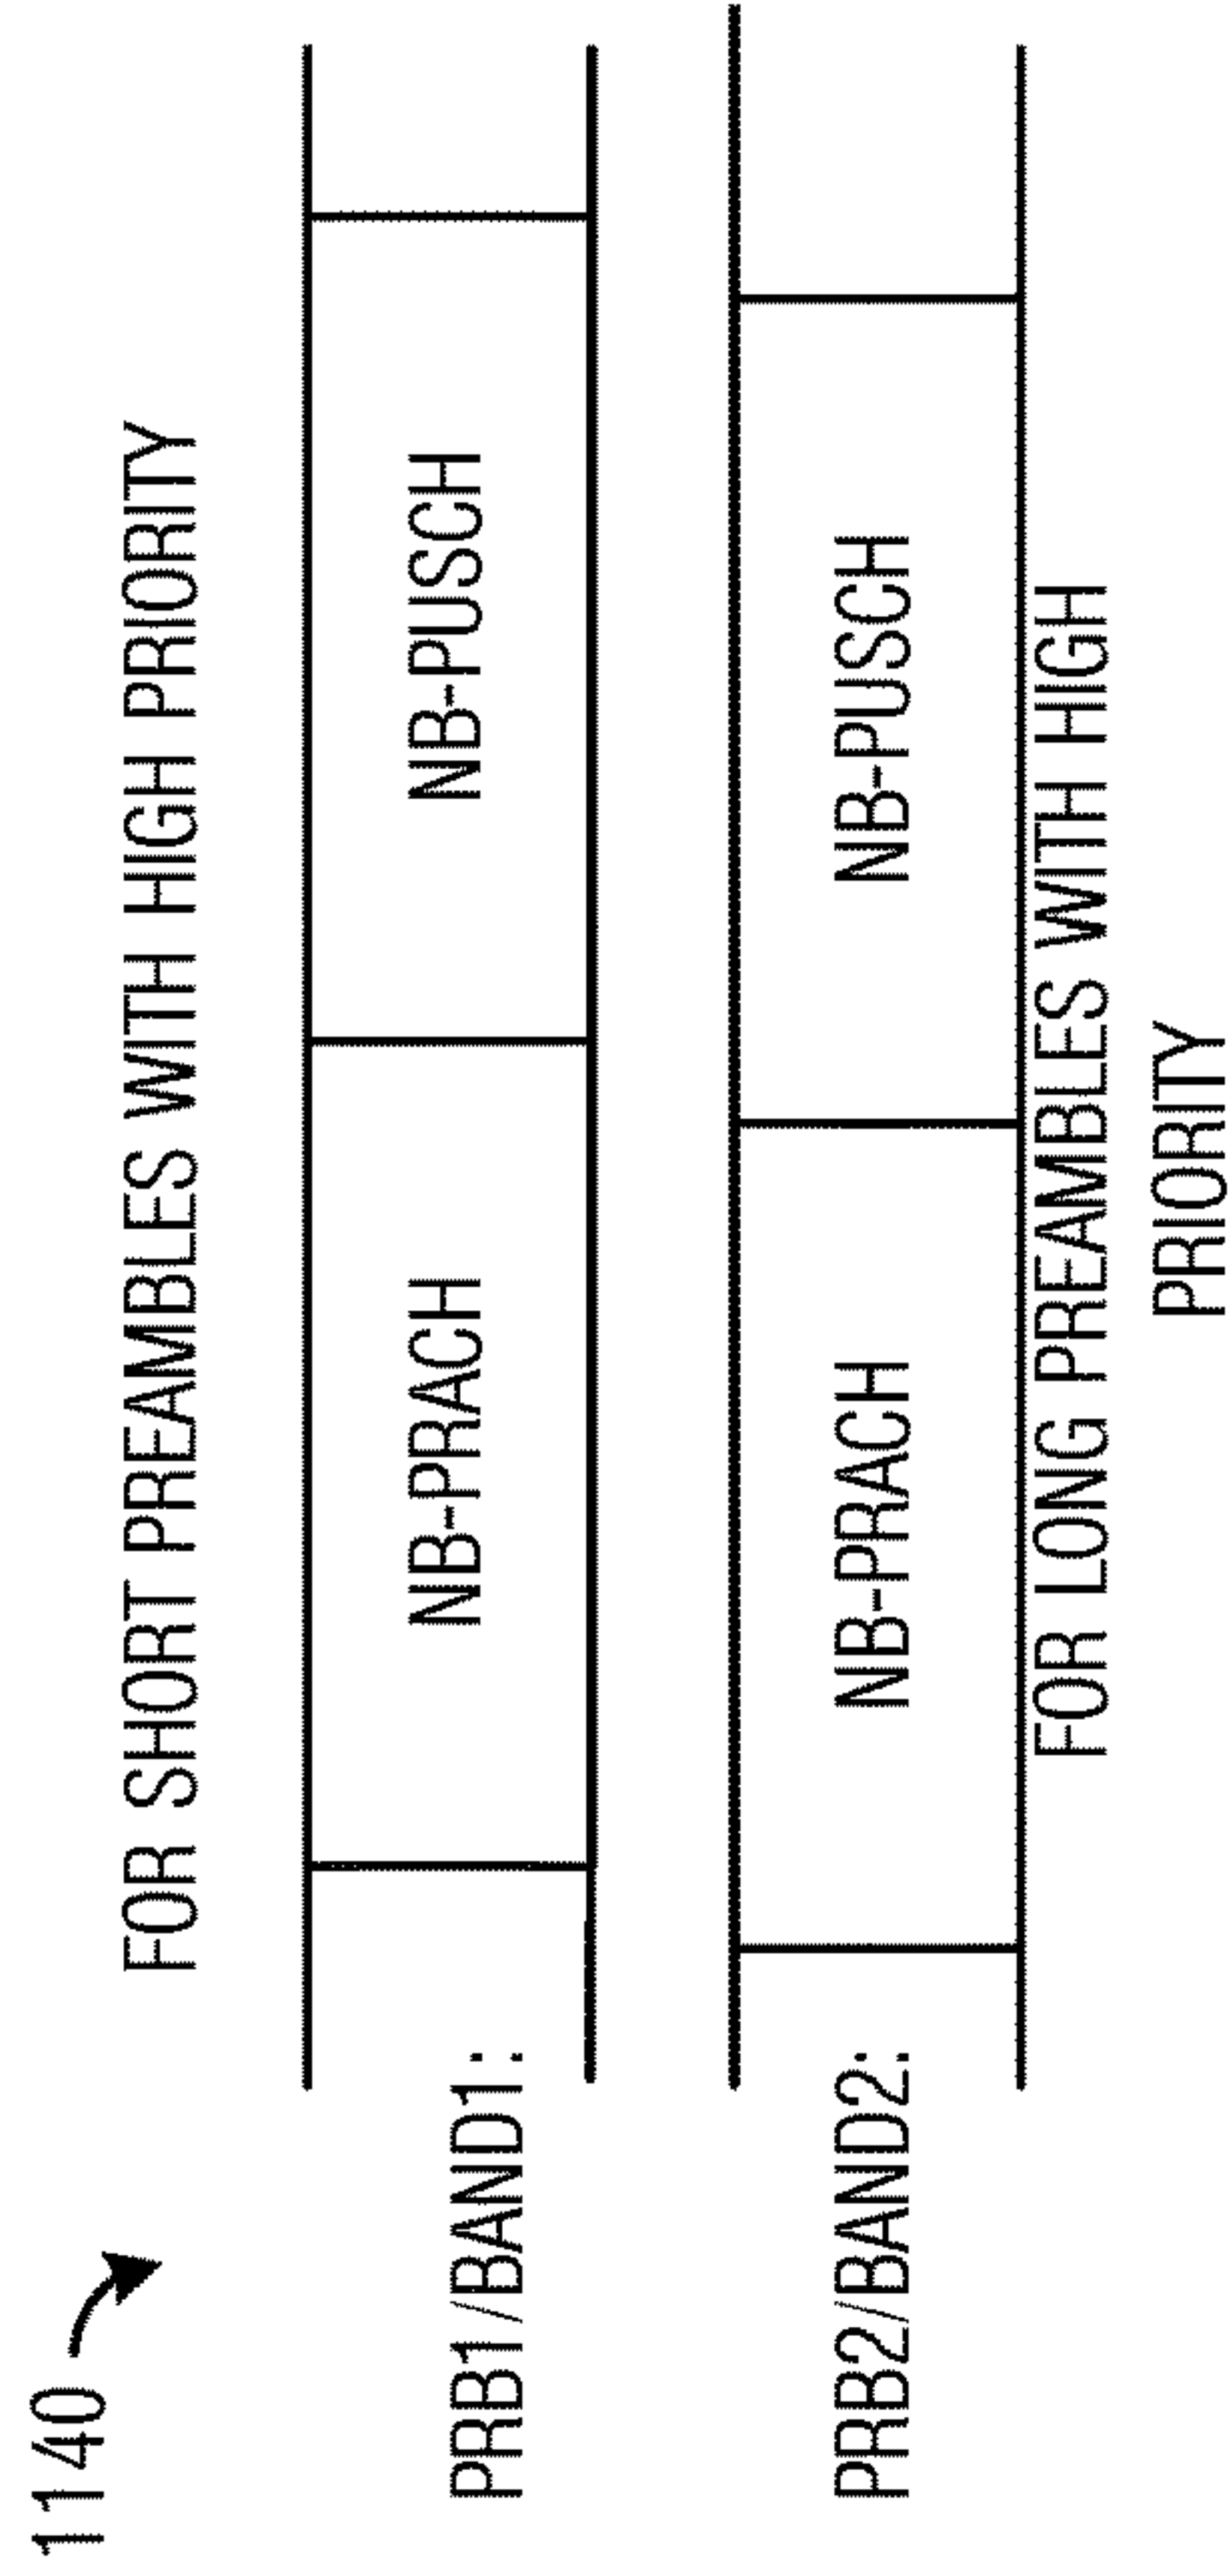 1140
FOR SHORT PREAMBLES WITH HIGH PRIORITY
PRB1/BAND1:
NB-PRACH
NB-PUSCH
PRB2/BAND2:
NB-PRACH
NB-PUSCH
FOR LONG PREAMBLES WITH HIGH
PRIORITY